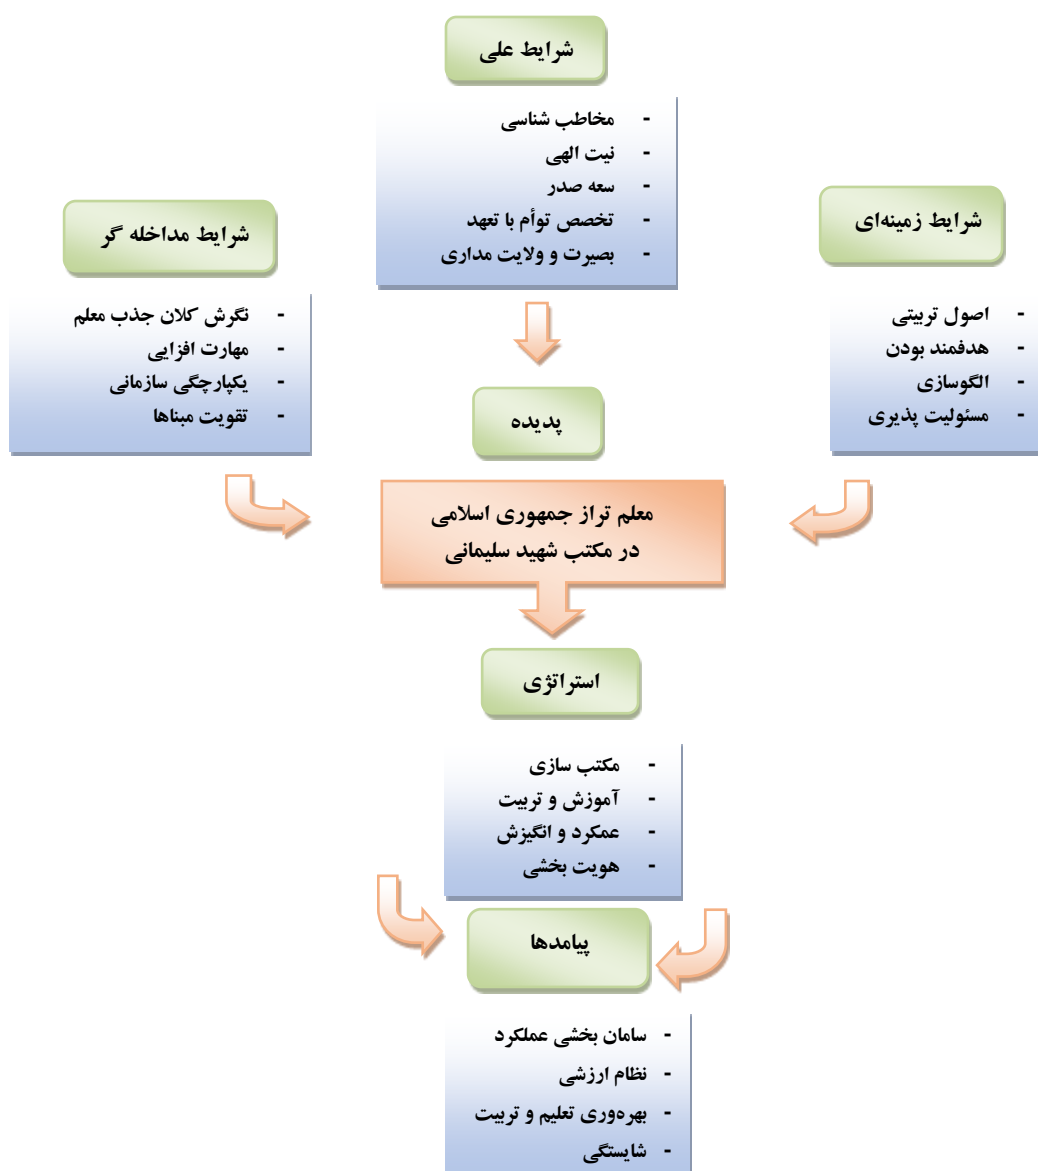 شرایط علی
- مخاطب شناسی
- نیت الهی
- سعه صدر
- تخصص توأم با تعهد
- بصیرت و ولایت مداری
شرایط زمینه‌ای
- اصول تربیتی
- هدفمند بودن
- الگوسازی
- مسئولیت پذیری
شرایط مداخله گر
- نگرش کلان جذب معلم
- مهارت افزایی
- یکپارچگی سازمانی
- تقویت مبناها
پدیده
معلم تراز جمهوری اسلامی
در مکتب شهید سلیمانی
استراتژی
- مکتب سازی
- آموزش و تربیت
- عمکرد و انگیزش
- هویت بخشی
پیامدها
- سامان بخشی عملکرد
- نظام ارزشی
- بهره‌وری تعلیم و تربیت
- شایستگی